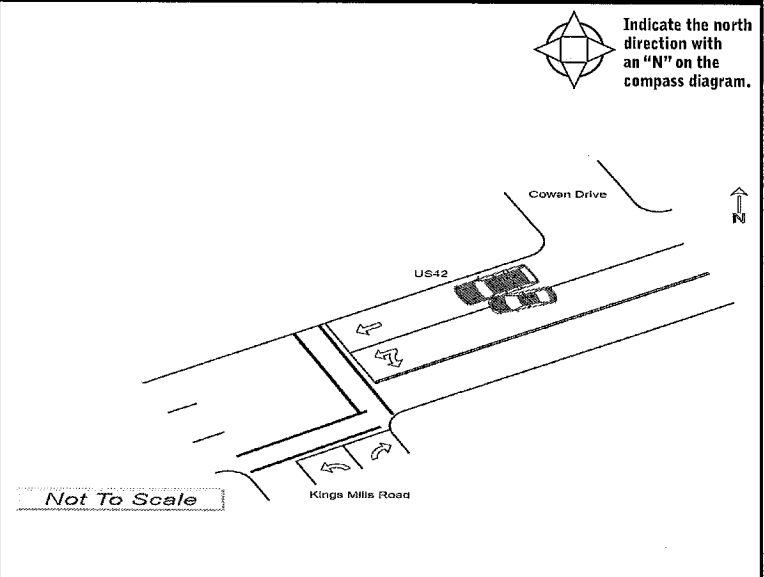 Indicate the north
direction with
an “N” on the
compass diagram.
Cowan Drive
N
US42
Kings Mills Road
Not To Scale